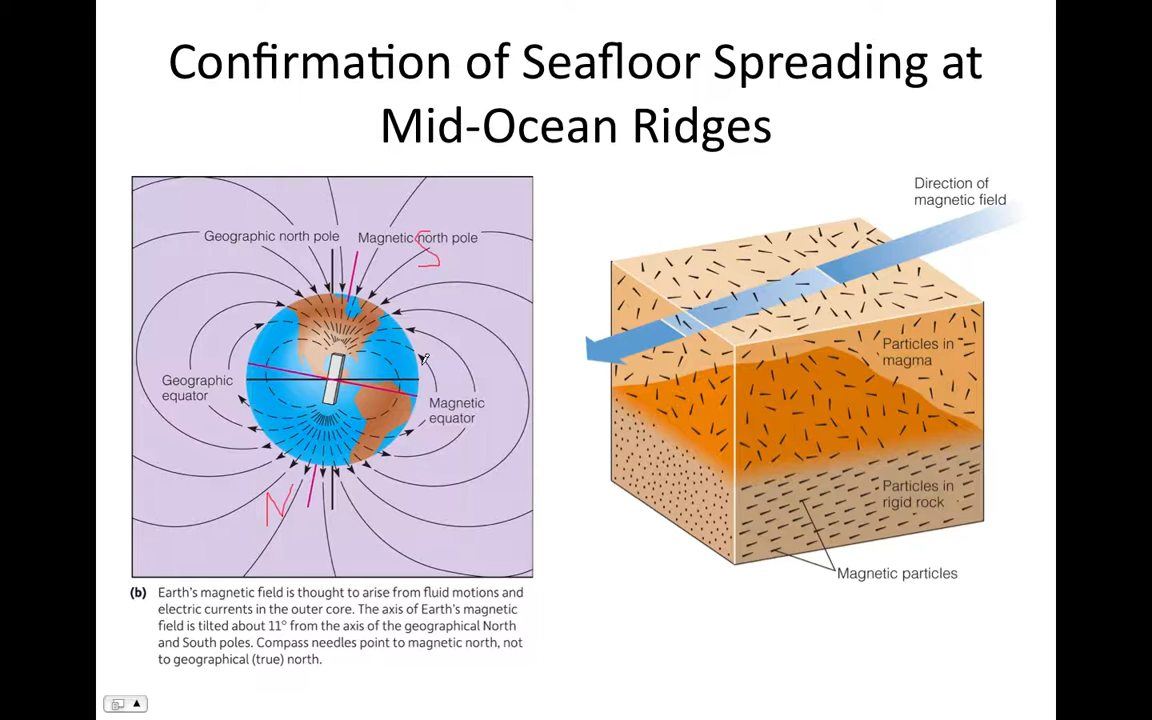 Confirmation of Seafloor Spreading at
Mid-Ocean Ridges
Geographic north pole
Magnetic north pole
S
Geographic
equator
Magnetic
equator
N
(b) Earth's magnetic field is thought to arise from fluid motions and
electric currents in the outer core. The axis of Earth's magnetic
field is tilted about 11° from the axis of the geographical North
and South poles. Compass needles point to magnetic north, not
to geographical (true) north.
Direction of
magnetic field
Particles in
magma
Particles in
rigid rock
Magnetic particles